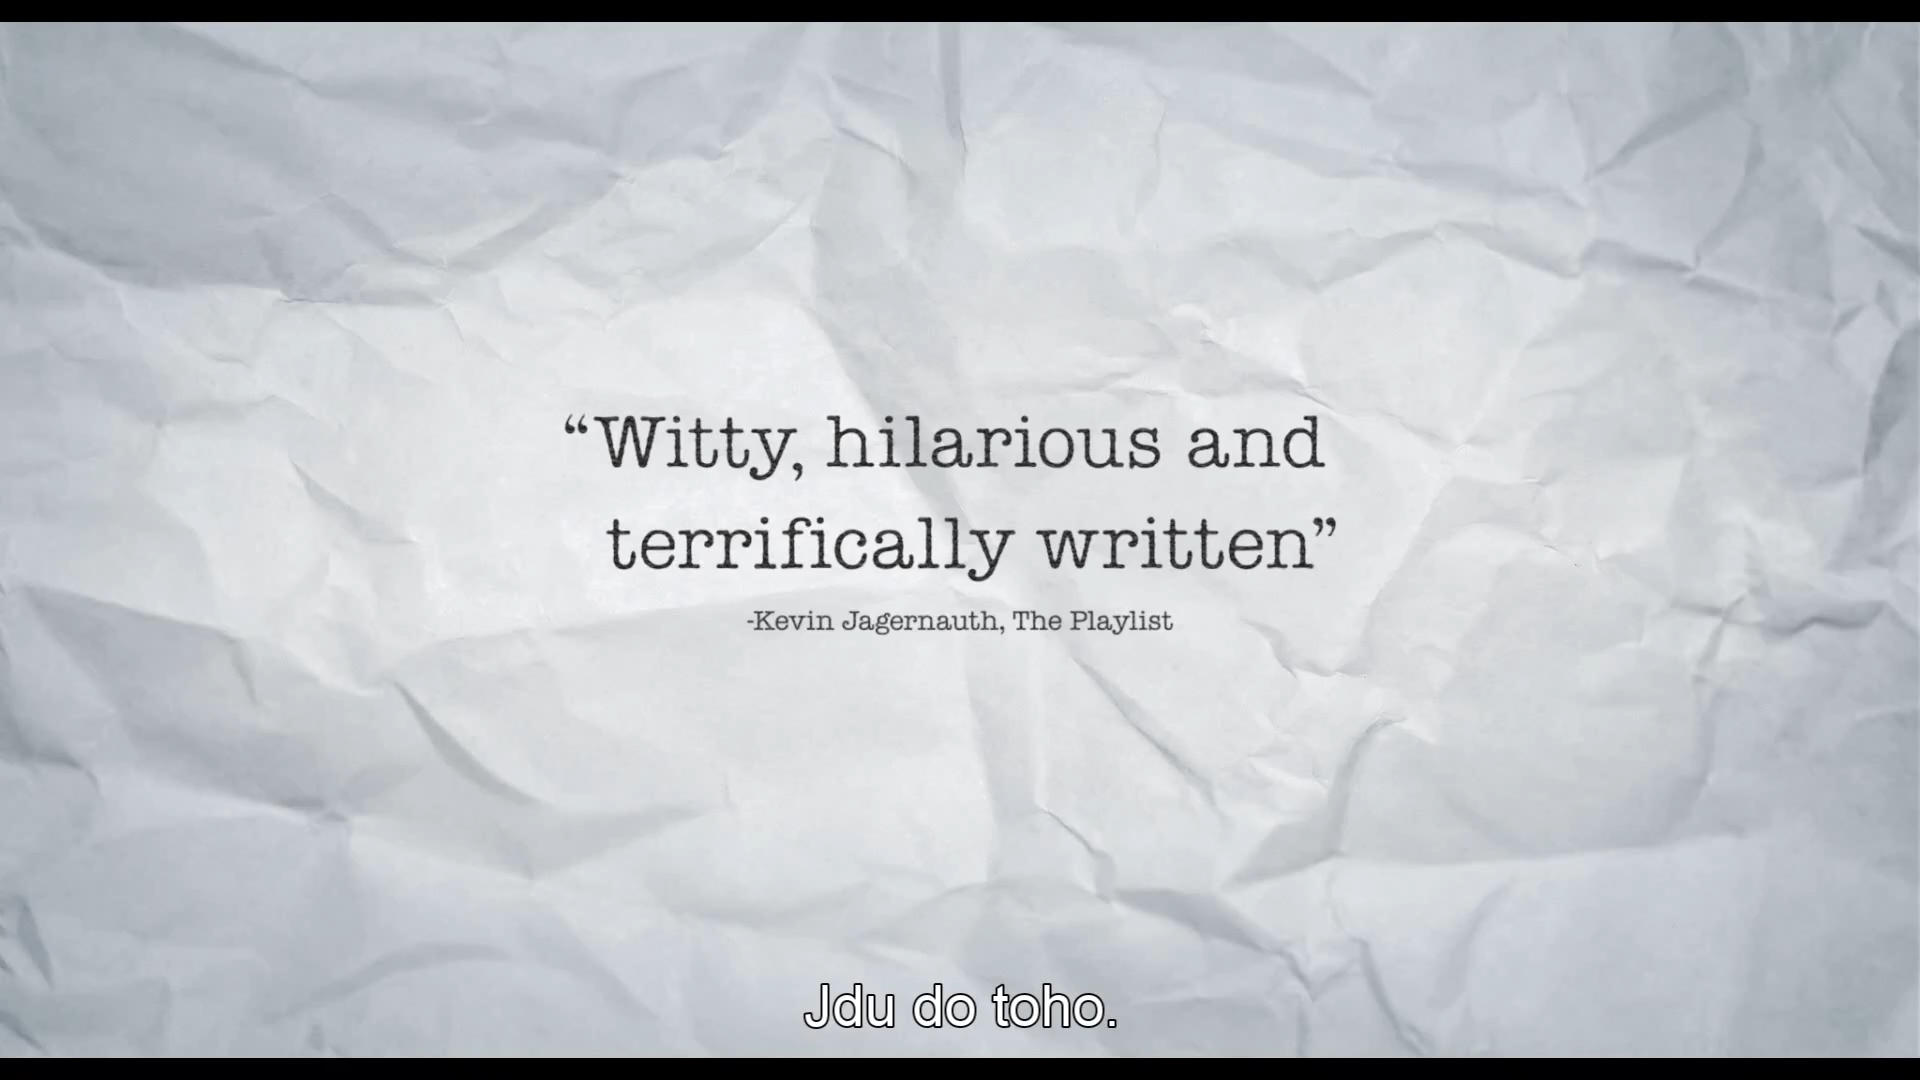 “Witty, hilarious and
terrifically written”
-Kevin Jagernauth, The Playlist
Jdu do toho.